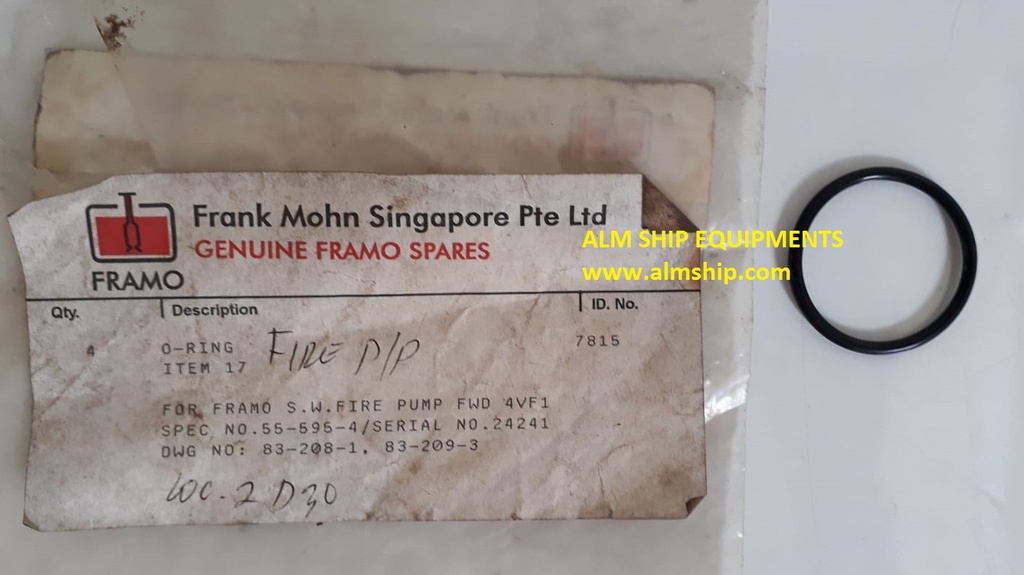 Frank Mohn Singapore Pte Ltd
GENUINE FRAMO SPARES
FRAMO
ALM SHIP EQUIPMENTS
www.almship.com
Qty. Description ID. No.
4 O-RING FIRE P/P 7815
ITEM 17
FOR FRAMO S.W.FIRE PUMP FWD 4VF1
SPEC NO.55-595-4/SERIAL NO.24241
DWG NO: 83-208-1, 83-209-3
LOC. 2 D30